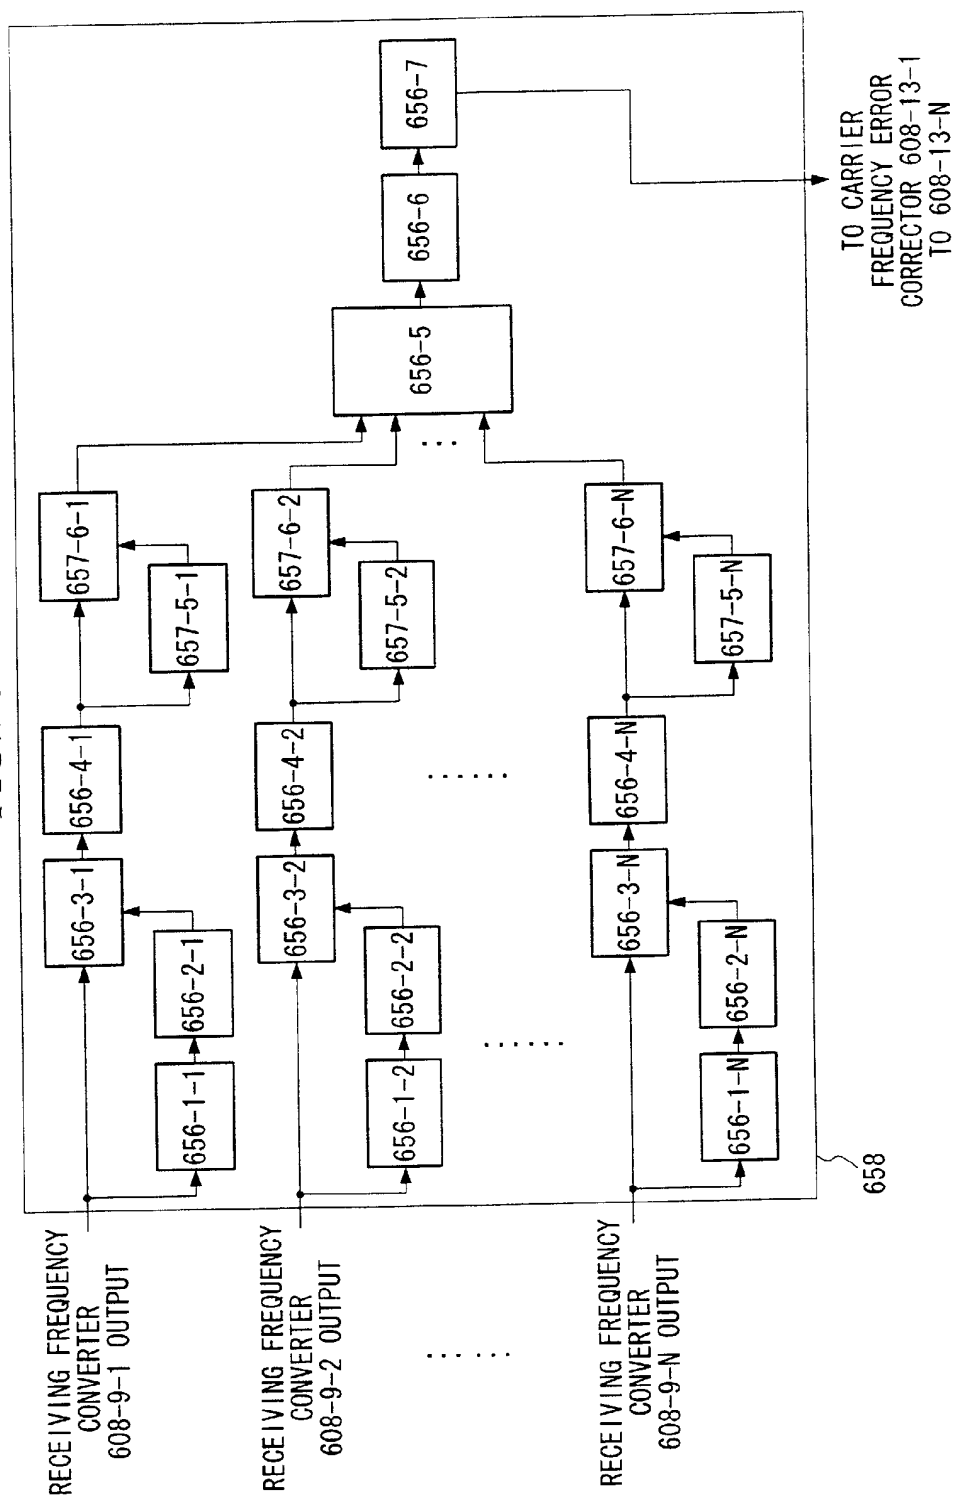 RECEIVING FREQUENCY
CONVERTER
608-9-1 OUTPUT
656-1-1
656-2-1
656-3-1
656-4-1
657-5-1
657-6-1
RECEIVING FREQUENCY
CONVERTER
608-9-2 OUTPUT
656-1-2
656-2-2
656-3-2
656-4-2
657-5-2
657-6-2
......
......
......
...
RECEIVING FREQUENCY
CONVERTER
608-9-N OUTPUT
656-1-N
656-2-N
656-3-N
656-4-N
657-5-N
657-6-N
656-5
656-6
656-7
TO CARRIER
FREQUENCY ERROR
CORRECTOR 608-13-1
TO 608-13-N
658